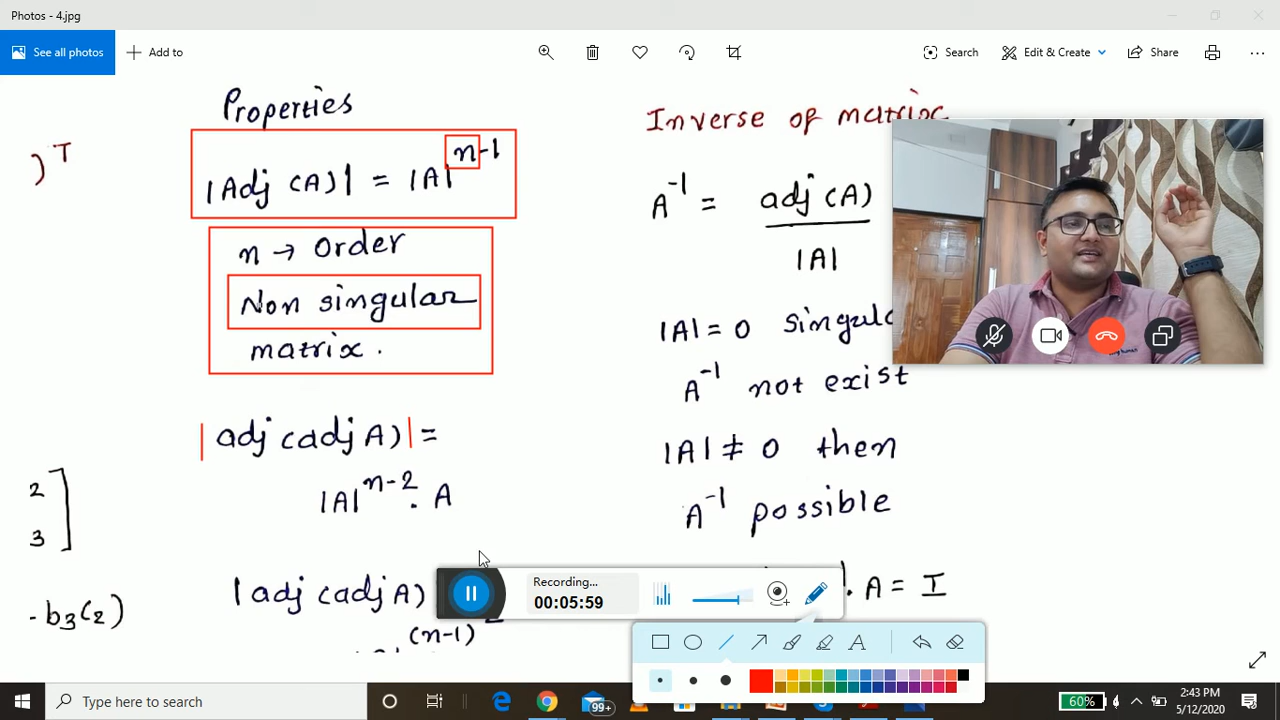 Photos - 4.jpg
See all photos
Add to
Search
Edit & Create
Share
Properties
|Adj (A)| = |A|^n-1
n → Order
Non singular
matrix .
| adj (adj A) | =
|A|^n-2 . A
|adj (adj A)
(n-1)
) T
2
3
- b3(2)
Inverse of matrix
A^-1 = adj (A)
|A|
|A| = 0
A^-1 not exist
|A| ≠ 0 then
A^-1 possible
. A = I
Recording...
00:05:59
A
Type here to search
99+
60%
2:43 PM
5/12/2020